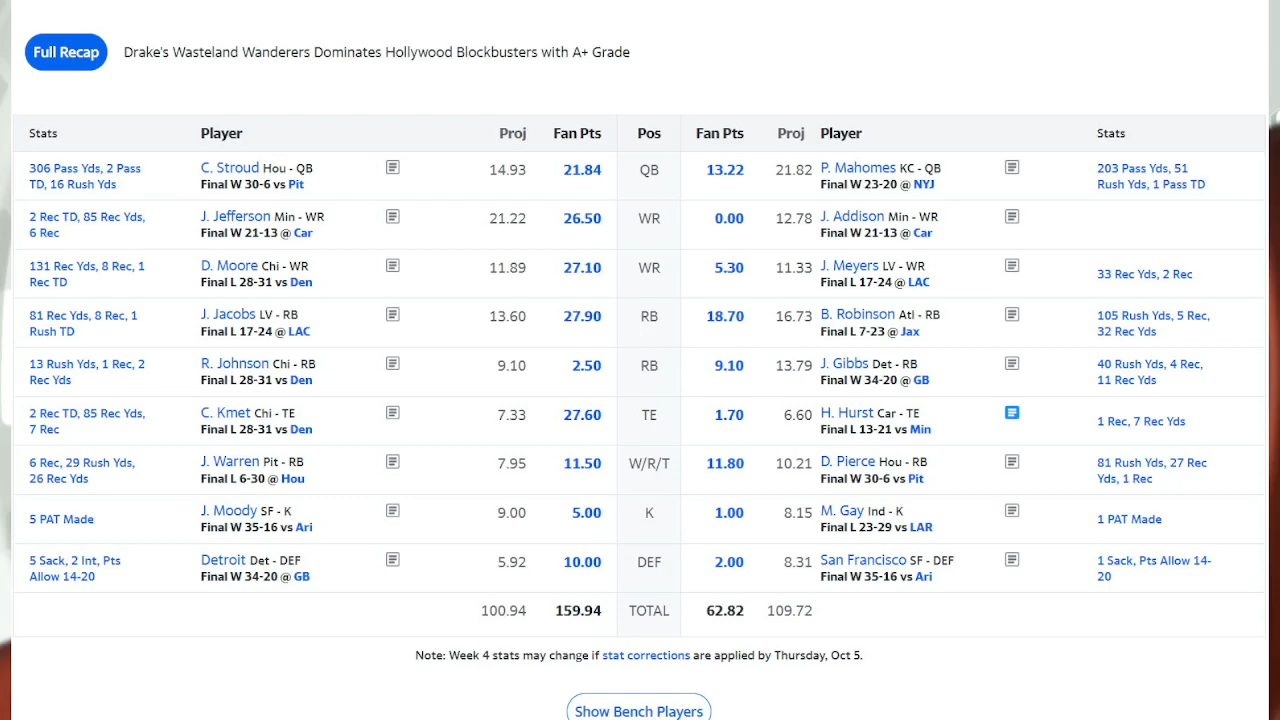 Full Recap Drake's Wasteland Wanderers Dominates Hollywood Blockbusters with A+ Grade
Stats Player Proj Fan Pts Pos Fan Pts Proj Player Stats
306 Pass Yds, 2 Pass TD, 16 Rush Yds C. Stroud Hou - QB Final W 30-6 vs Pit 14.93 21.84 QB 13.22 21.82 P. Mahomes KC - QB Final W 23-20 @ NYJ 203 Pass Yds, 51 Rush Yds, 1 Pass TD
2 Rec TD, 85 Rec Yds, 6 Rec J. Jefferson Min - WR Final W 21-13 @ Car 21.22 26.50 WR 0.00 12.78 J. Addison Min - WR Final W 21-13 @ Car
131 Rec Yds, 8 Rec, 1 Rec TD D. Moore Chi - WR Final L 28-31 vs Den 11.89 27.10 WR 5.30 11.33 J. Meyers LV - WR Final L 17-24 @ LAC 33 Rec Yds, 2 Rec
81 Rec Yds, 8 Rec, 1 Rush TD J. Jacobs LV - RB Final L 17-24 @ LAC 13.60 27.90 RB 18.70 16.73 B. Robinson Atl - RB Final L 7-23 @ Jax 105 Rush Yds, 5 Rec, 32 Rec Yds
13 Rush Yds, 1 Rec, 2 Rec Yds R. Johnson Chi - RB Final L 28-31 vs Den 9.10 2.50 RB 9.10 13.79 J. Gibbs Det - RB Final W 34-20 @ GB 40 Rush Yds, 4 Rec, 11 Rec Yds
2 Rec TD, 85 Rec Yds, 7 Rec C. Kmet Chi - TE Final L 28-31 vs Den 7.33 27.60 TE 1.70 6.60 H. Hurst Car - TE Final L 13-21 vs Min 1 Rec, 7 Rec Yds
6 Rec, 29 Rush Yds, 26 Rec Yds J. Warren Pit - RB Final L 6-30 @ Hou 7.95 11.50 W/R/T 11.80 10.21 D. Pierce Hou - RB Final W 30-6 vs Pit 81 Rush Yds, 27 Rec Yds, 1 Rec
5 PAT Made J. Moody SF - K Final W 35-16 vs Ari 9.00 5.00 K 1.00 8.15 M. Gay Ind - K Final L 23-29 vs LAR 1 PAT Made
5 Sack, 2 Int, Pts Allow 14-20 Detroit Det - DEF Final W 34-20 @ GB 5.92 10.00 DEF 2.00 8.31 San Francisco SF - DEF Final W 35-16 vs Ari 1 Sack, Pts Allow 14-20
100.94 159.94 TOTAL 62.82 109.72
Note: Week 4 stats may change if stat corrections are applied by Thursday, Oct 5.
Show Bench Players